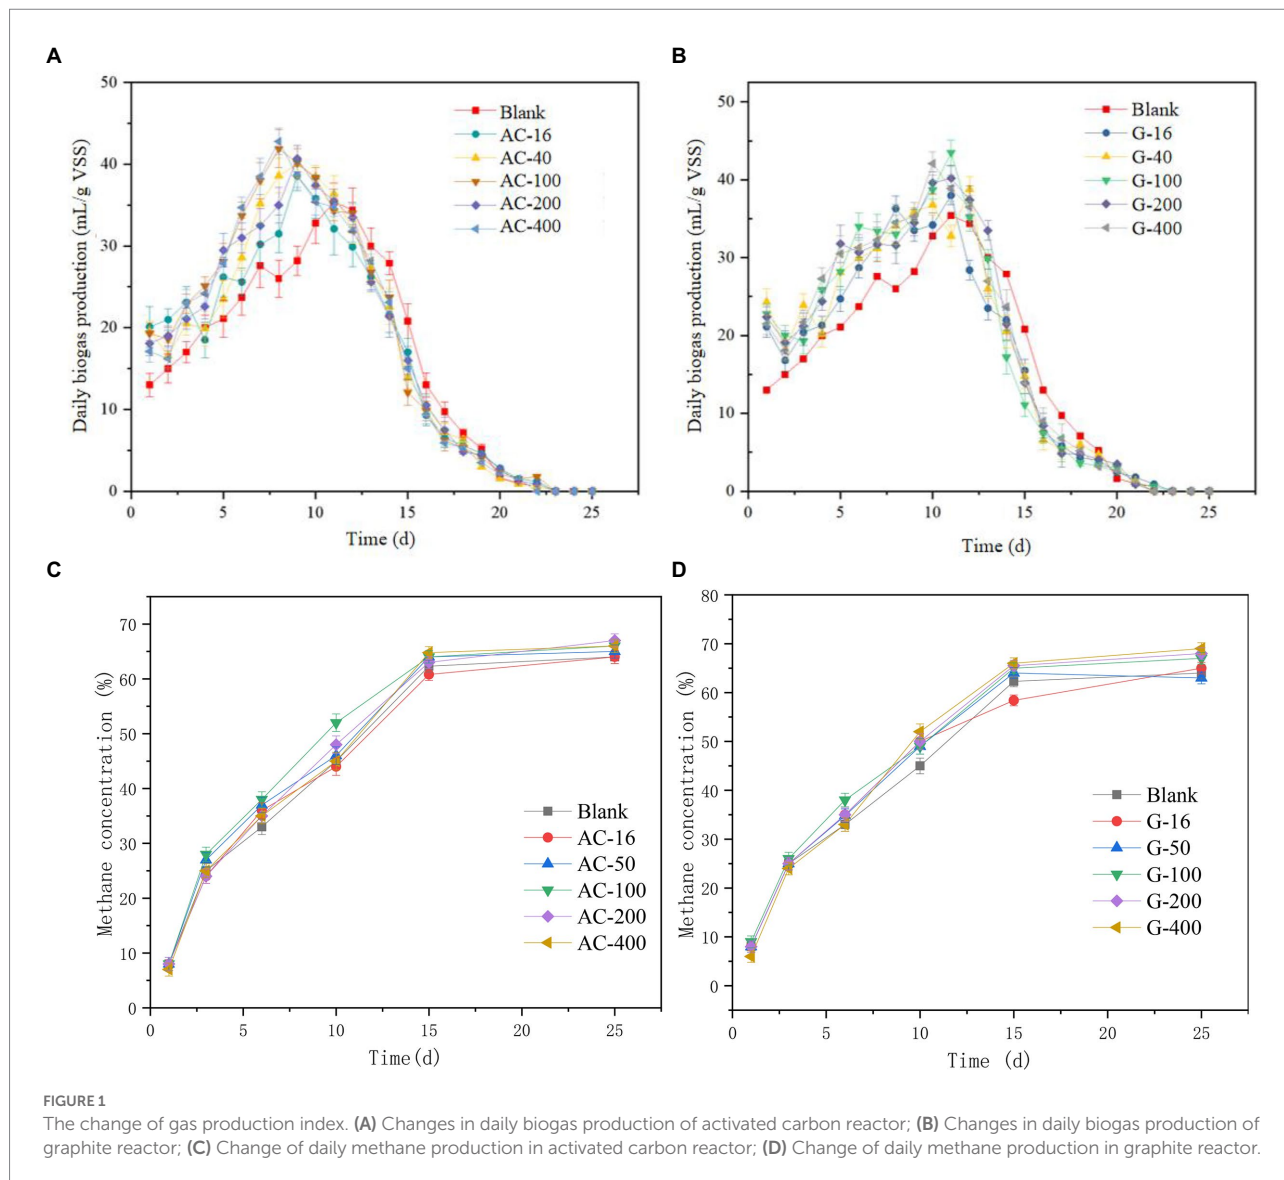 A
Daily biogas production (mL/g VSS)
50
40
30
20
10
0
0
5
10
15
20
25
Time (d)
Blank
AC-16
AC-40
AC-100
AC-200
AC-400
B
Daily biogas production (mL/g VSS)
50
40
30
20
10
0
0
5
10
15
20
25
Time (d)
Blank
G-16
G-40
G-100
G-200
G-400
C
Methane concentration (%)
70
60
50
40
30
20
10
0
0
5
10
15
20
25
Time(d)
Blank
AC-16
AC-50
AC-100
AC-200
AC-400
D
Methane concentration (%)
80
70
60
50
40
30
20
10
0
0
5
10
15
20
25
Time (d)
Blank
G-16
G-50
G-100
G-200
G-400
FIGURE 1
The change of gas production index. (A) Changes in daily biogas production of activated carbon reactor; (B) Changes in daily biogas production of
graphite reactor; (C) Change of daily methane production in activated carbon reactor; (D) Change of daily methane production in graphite reactor.